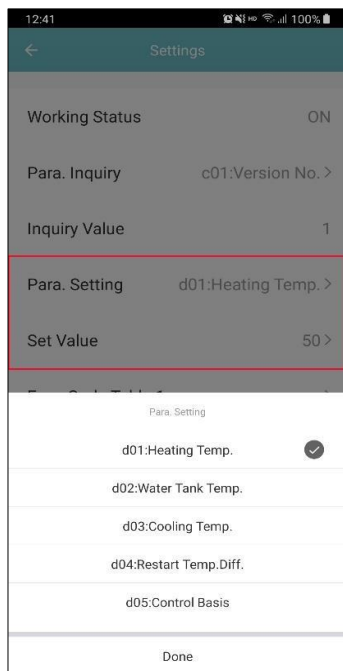 12:41 HD 100%
Settings
Working Status ON
Para. Inquiry c01:Version No. >
Inquiry Value 1
Para. Setting d01:Heating Temp. >
Set Value 50 >
Para. Setting
d01:Heating Temp.
d02:Water Tank Temp.
d03:Cooling Temp.
d04:Restart Temp.Diff.
d05:Control Basis
Done